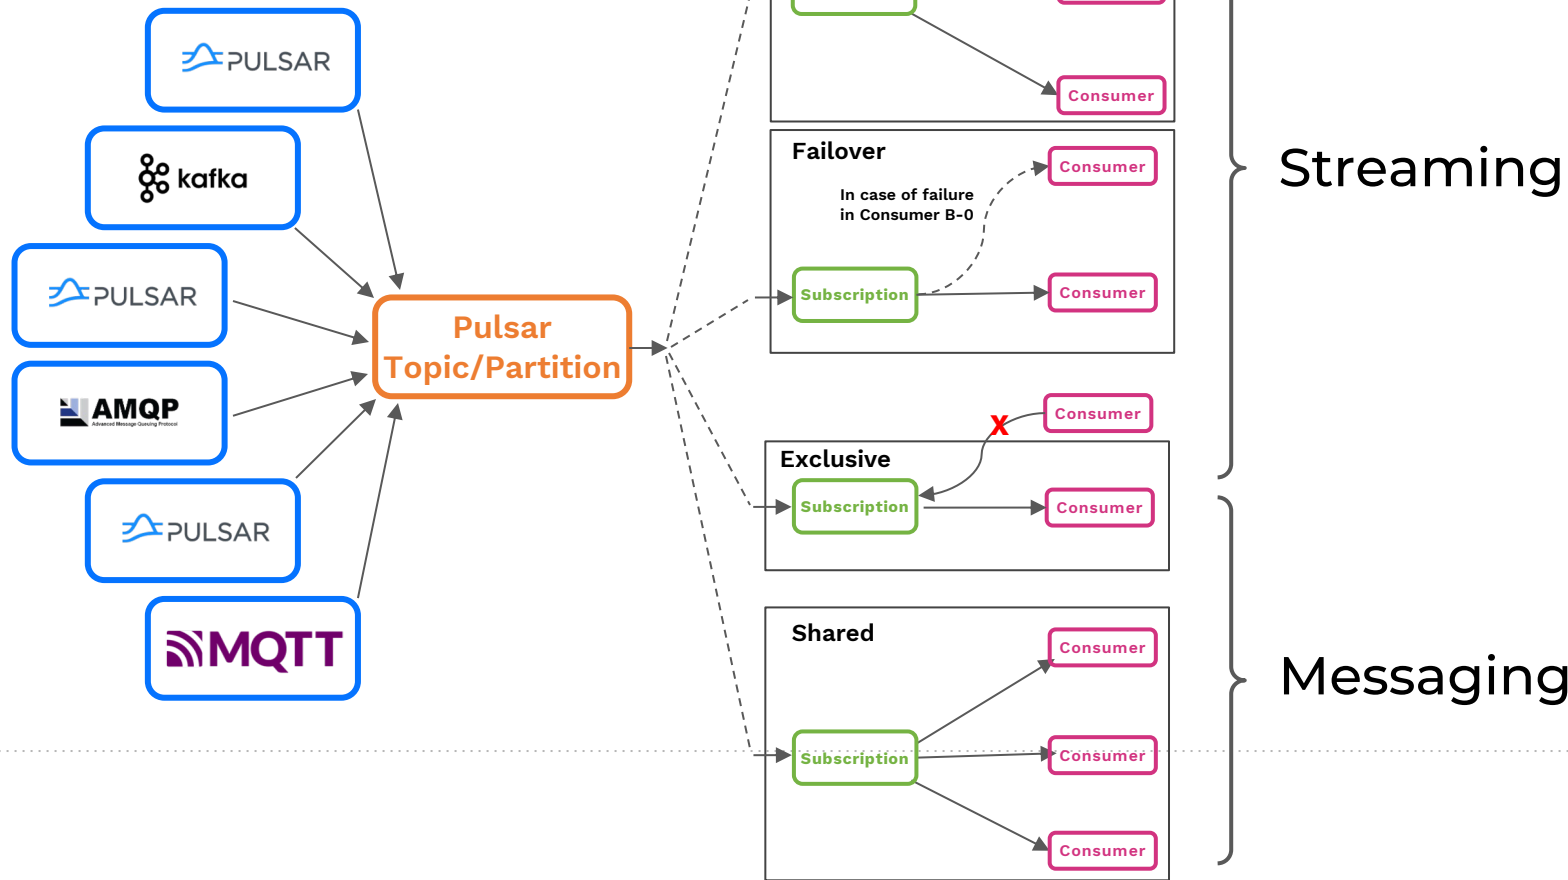 PULSAR
kafka
PULSAR
AMQP
Advanced Message Queuing Protocol
PULSAR
MQTT
Pulsar
Topic/Partition
Consumer
Failover
Consumer
In case of failure
in Consumer B-0
Subscription
Consumer
Consumer
Exclusive
Subscription
Consumer
Shared
Consumer
Subscription
Consumer
Consumer
Streaming
Messaging